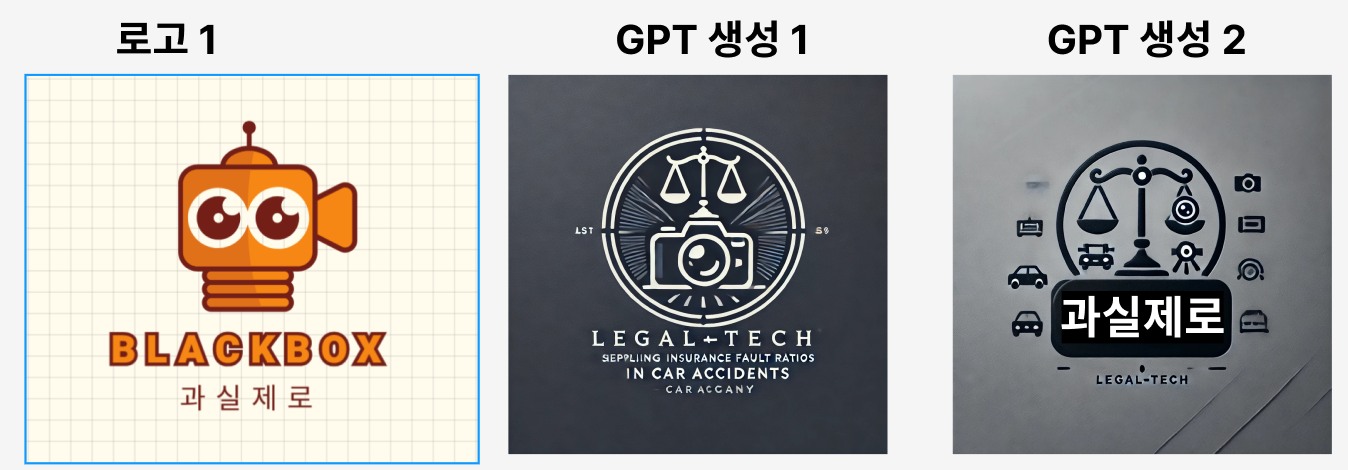 로고 1
GPT 생성 1
GPT 생성 2
BLACKBOX
과실제로
LEGAL-TECH
SEPPLIING INSURANCE FAULT RATIOS
IN CAR ACCIDENTS
CAR ACCANY
과실제로
LEGAL-TECH